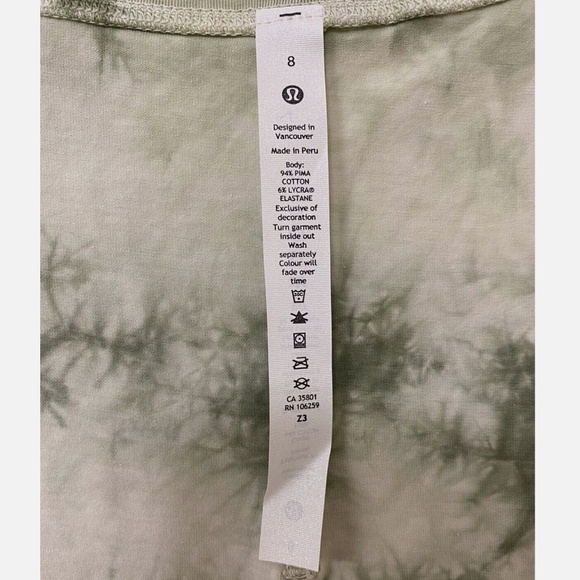 8
Designed in
Vancouver
Made in Peru
Body:
94% PIMA
COTTON
6% LYCRA®
ELASTANE
Exclusive of
decoration
Turn garment
inside out
Wash
separately
Colour will
fade over
time
30C
CA 35801
RN 106259
Z3